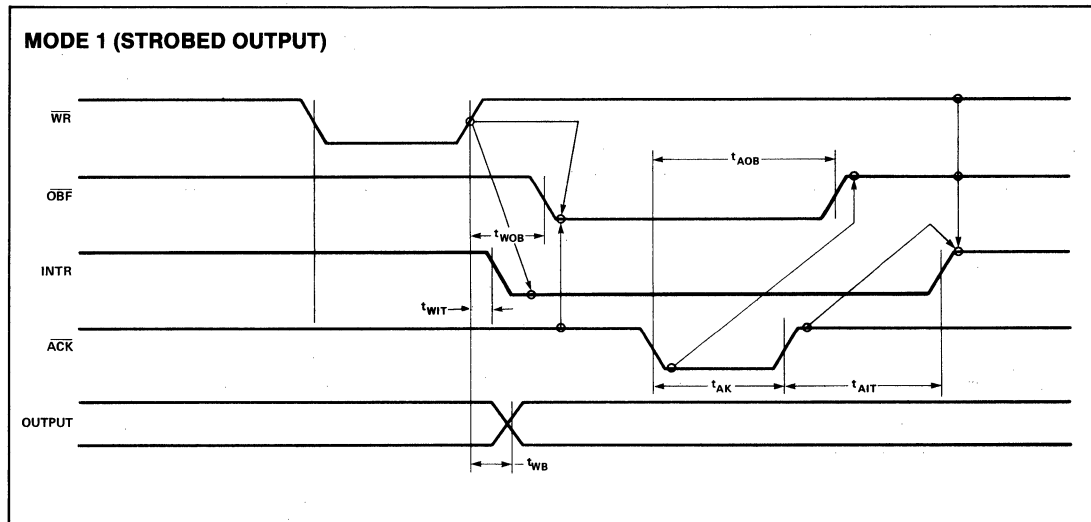 MODE 1 (STROBED OUTPUT)
WR
tAOB
OBF
tWOB
INTR
tWIT
ACK
tAK
tAIT
OUTPUT
tWB